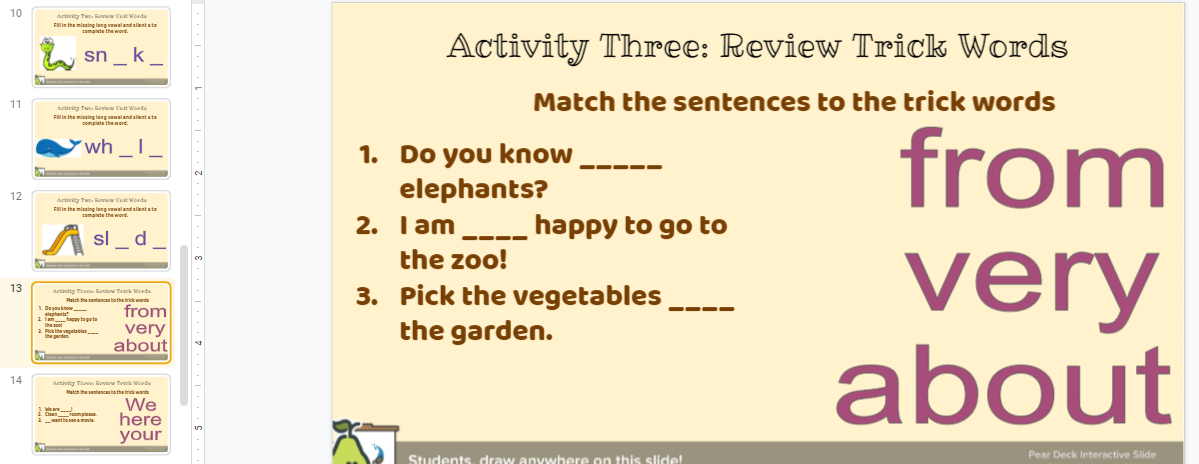 10
Activity Two: Review Unit Words
Fill in the missing long vowel and silent e to
complete the word.
sn _ k _
11
Activity Two: Review Unit Words
Fill in the missing long vowel and silent e to
complete the word.
wh _ l _
12
Activity Two: Review Unit Words
Fill in the missing long vowel and silent e to
complete the word.
sl _ d _
13
Activity Three: Review Trick Words
Match the sentences to the trick words
1. Do you know _____
elephants?
2. I am ____ happy to go to
the zoo!
3. Pick the vegetables ____
the garden.
from
very
about
14
Activity Three: Review Trick Words
Match the sentences to the trick words
1. We are ____!
2. Clean ____ room please.
3. __ want to see a movie.
We
here
your
1
2
3
4
5
Activity Three: Review Trick Words
Match the sentences to the trick words
1. Do you know _____
elephants?
2. I am ____ happy to go to
the zoo!
3. Pick the vegetables ____
the garden.
from
very
about
Students, draw anywhere on this slide!
Pear Deck Interactive Slide